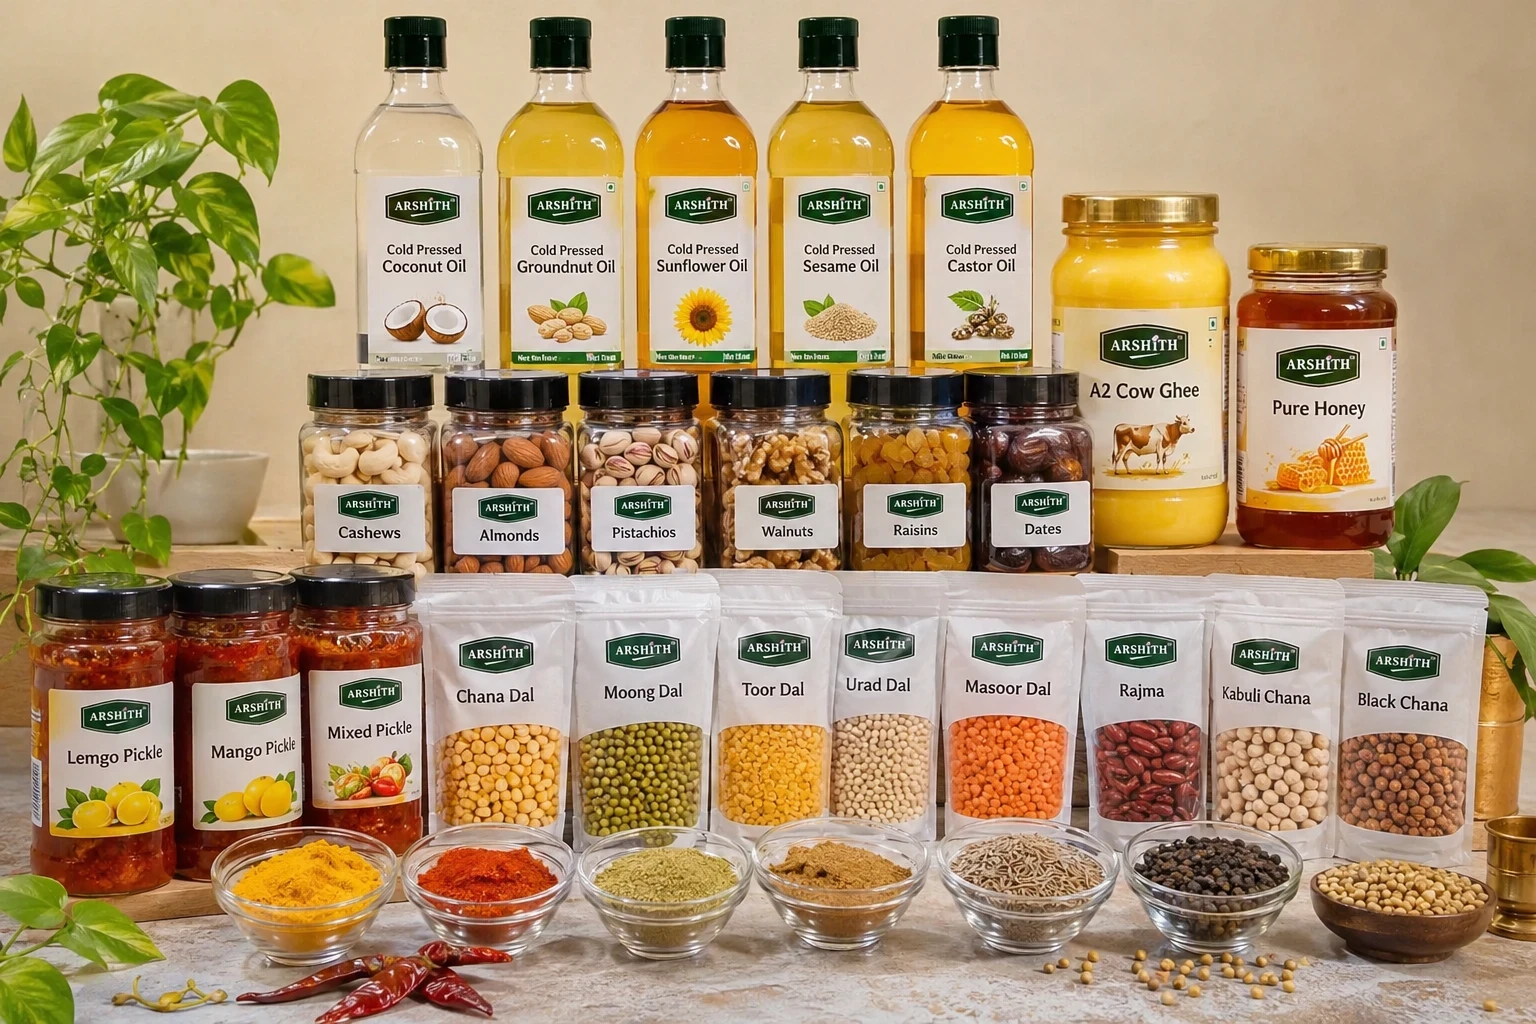 ARSHITH
Cold Pressed
Coconut Oil
ARSHITH
Cold Pressed
Groundnut Oil
ARSHITH
Cold Pressed
Sunflower Oil
ARSHITH
Cold Pressed
Sesame Oil
ARSHITH
Cold Pressed
Castor Oil
ARSHITH
A2 Cow Ghee
ARSHITH
Pure Honey
ARSHITH
Cashews
ARSHITH
Almonds
ARSHITH
Pistachios
ARSHITH
Walnuts
ARSHITH
Raisins
ARSHITH
Dates
ARSHITH
Lemgo Pickle
ARSHITH
Mango Pickle
ARSHITH
Mixed Pickle
ARSHITH
Chana Dal
ARSHITH
Moong Dal
ARSHITH
Toor Dal
ARSHITH
Urad Dal
ARSHITH
Masoor Dal
ARSHITH
Rajma
ARSHITH
Kabuli Chana
ARSHITH
Black Chana